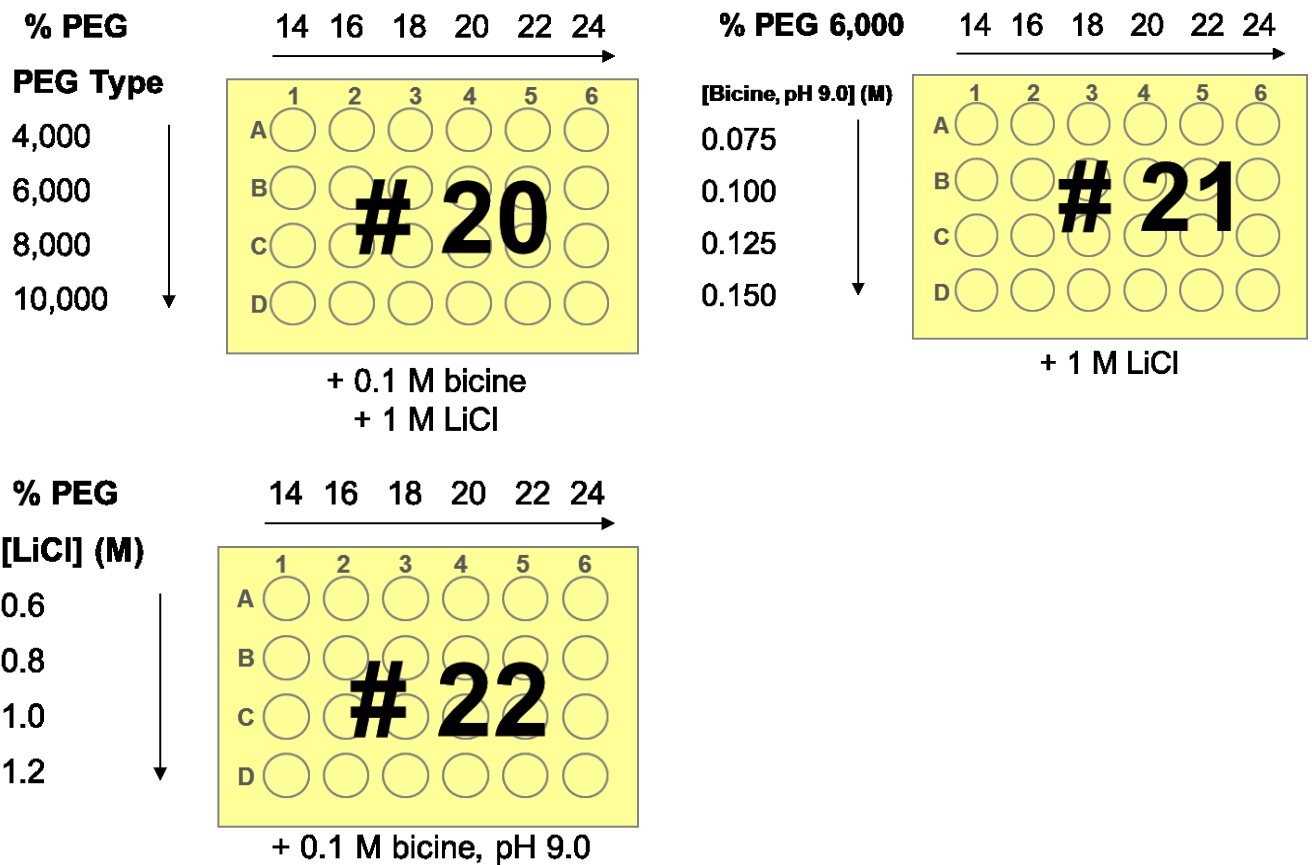 % PEG
14 16 18 20 22 24
PEG Type
4,000
6,000
8,000
10,000
1 2 3 4 5 6
A
B
C
D
# 20
+ 0.1 M bicine
+ 1 M LiCl
% PEG 6,000
14 16 18 20 22 24
[Bicine, pH 9.0] (M)
0.075
0.100
0.125
0.150
1 2 3 4 5 6
A
B
C
D
# 21
+ 1 M LiCl
% PEG
14 16 18 20 22 24
[LiCl] (M)
0.6
0.8
1.0
1.2
1 2 3 4 5 6
A
B
C
D
# 22
+ 0.1 M bicine, pH 9.0